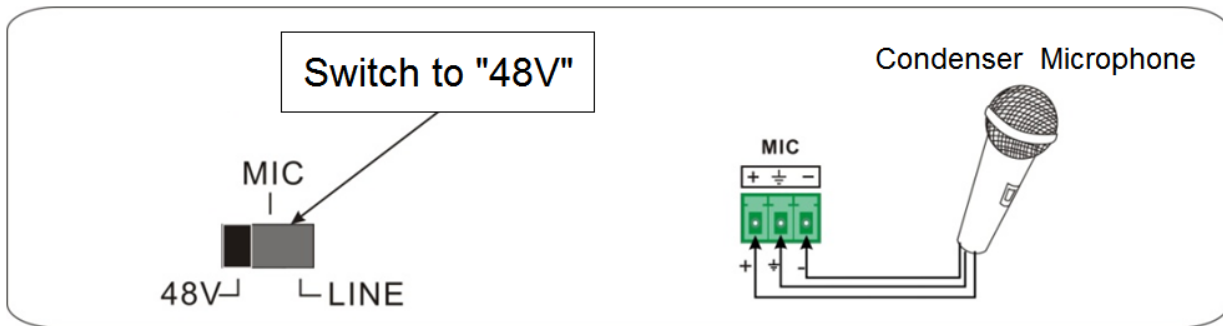 Switch to "48V"
MIC
48V
LINE
Condenser Microphone
MIC
+ ⏚ −
+ ⏚ -